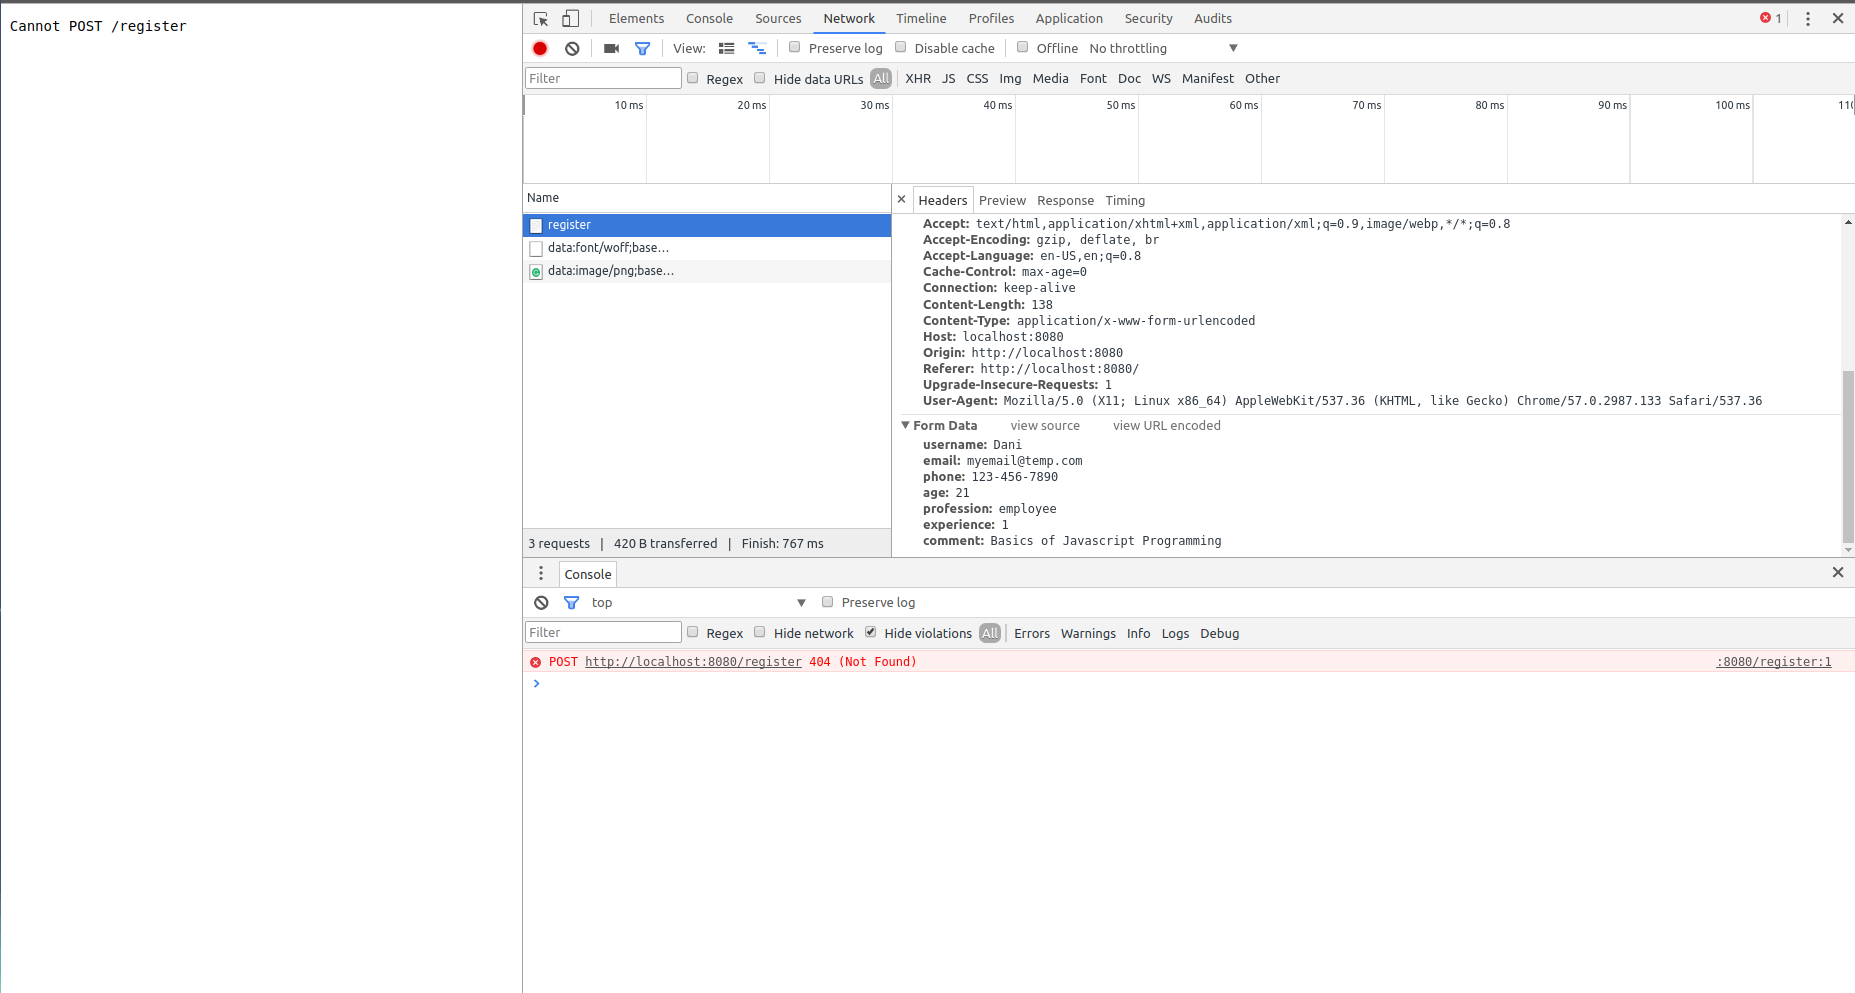 Cannot POST /register
Elements Console Sources Network Timeline Profiles Application Security Audits 1
View: Preserve log Disable cache Offline No throttling
Filter Regex Hide data URLs All XHR JS CSS Img Media Font Doc WS Manifest Other
10 ms 20 ms 30 ms 40 ms 50 ms 60 ms 70 ms 80 ms 90 ms 100 ms
Name
register
data:font/woff;base...
data:image/png;base...
3 requests | 420 B transferred | Finish: 767 ms
× Headers Preview Response Timing
Accept: text/html,application/xhtml+xml,application/xml;q=0.9,image/webp,*/*;q=0.8
Accept-Encoding: gzip, deflate, br
Accept-Language: en-US,en;q=0.8
Cache-Control: max-age=0
Connection: keep-alive
Content-Length: 138
Content-Type: application/x-www-form-urlencoded
Host: localhost:8080
Origin: http://localhost:8080
Referer: http://localhost:8080/
Upgrade-Insecure-Requests: 1
User-Agent: Mozilla/5.0 (X11; Linux x86_64) AppleWebKit/537.36 (KHTML, like Gecko) Chrome/57.0.2987.133 Safari/537.36
Form Data view source view URL encoded
username: Dani
email: myemail@temp.com
phone: 123-456-7890
age: 21
profession: employee
experience: 1
comment: Basics of Javascript Programming
Console
top Preserve log
Filter Regex Hide network Hide violations All Errors Warnings Info Logs Debug
POST http://localhost:8080/register 404 (Not Found) :8080/register:1